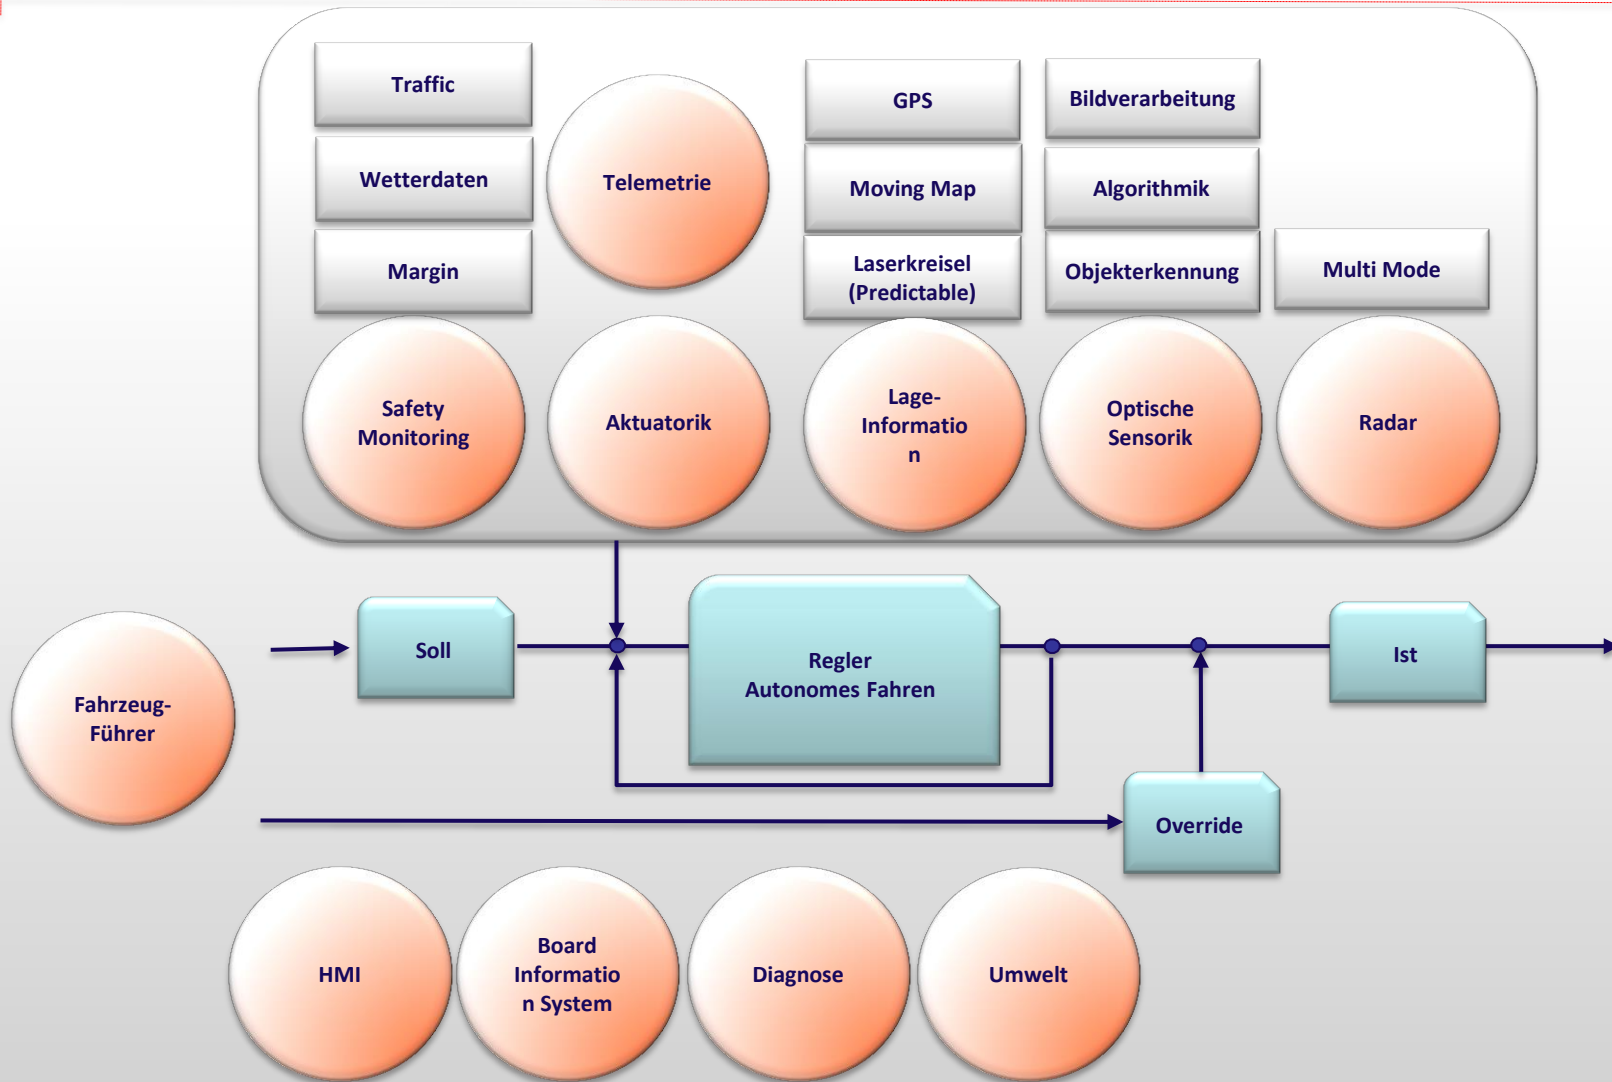 Traffic
Wetterdaten
Margin
Telemetrie
GPS
Moving Map
Laserkreisel
(Predictable)
Bildverarbeitung
Algorithmik
Objekterkennung
Multi Mode
Safety
Monitoring
Aktuatorik
Lage-
Informatio
n
Optische
Sensorik
Radar
Fahrzeug-
Führer
Soll
Regler
Autonomes Fahren
Ist
Override
HMI
Board
Informatio
n System
Diagnose
Umwelt